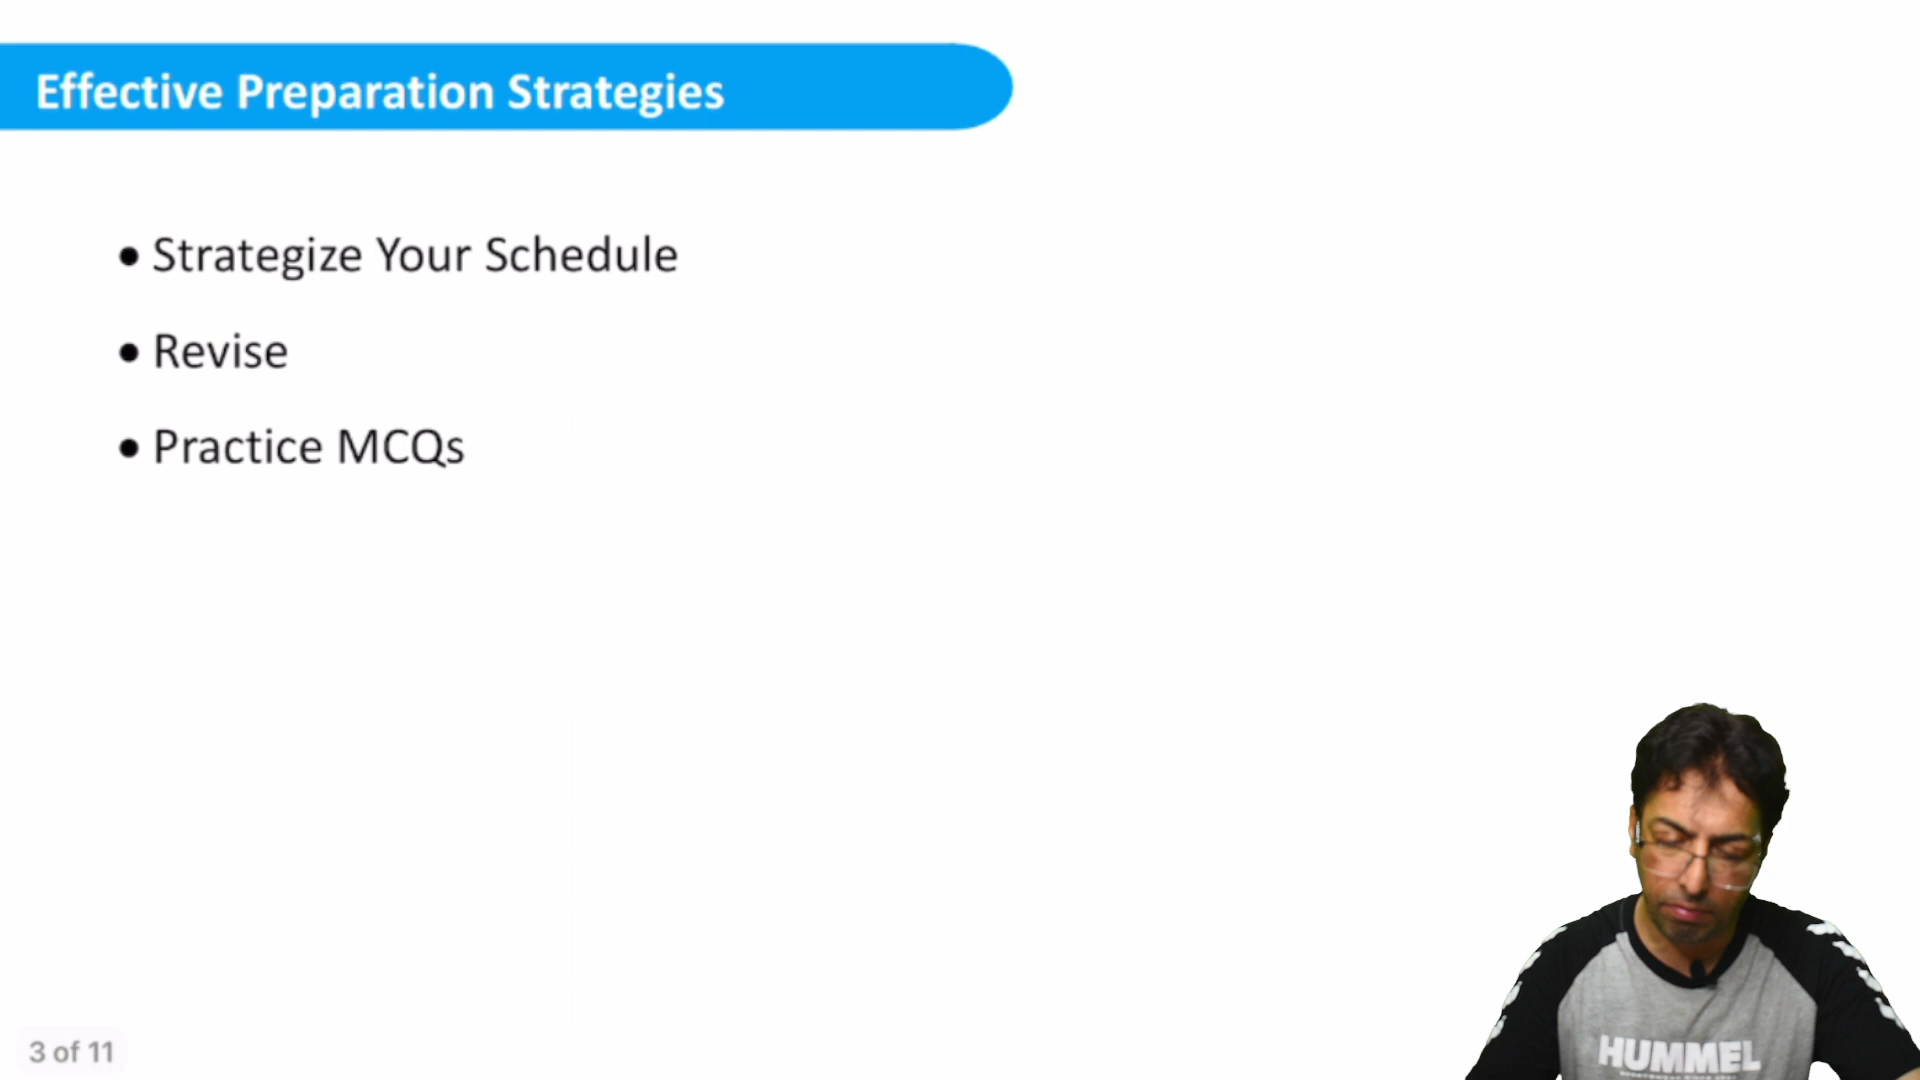 Effective Preparation Strategies
• Strategize Your Schedule
• Revise
• Practice MCQs
HUMMEL
3 of 11